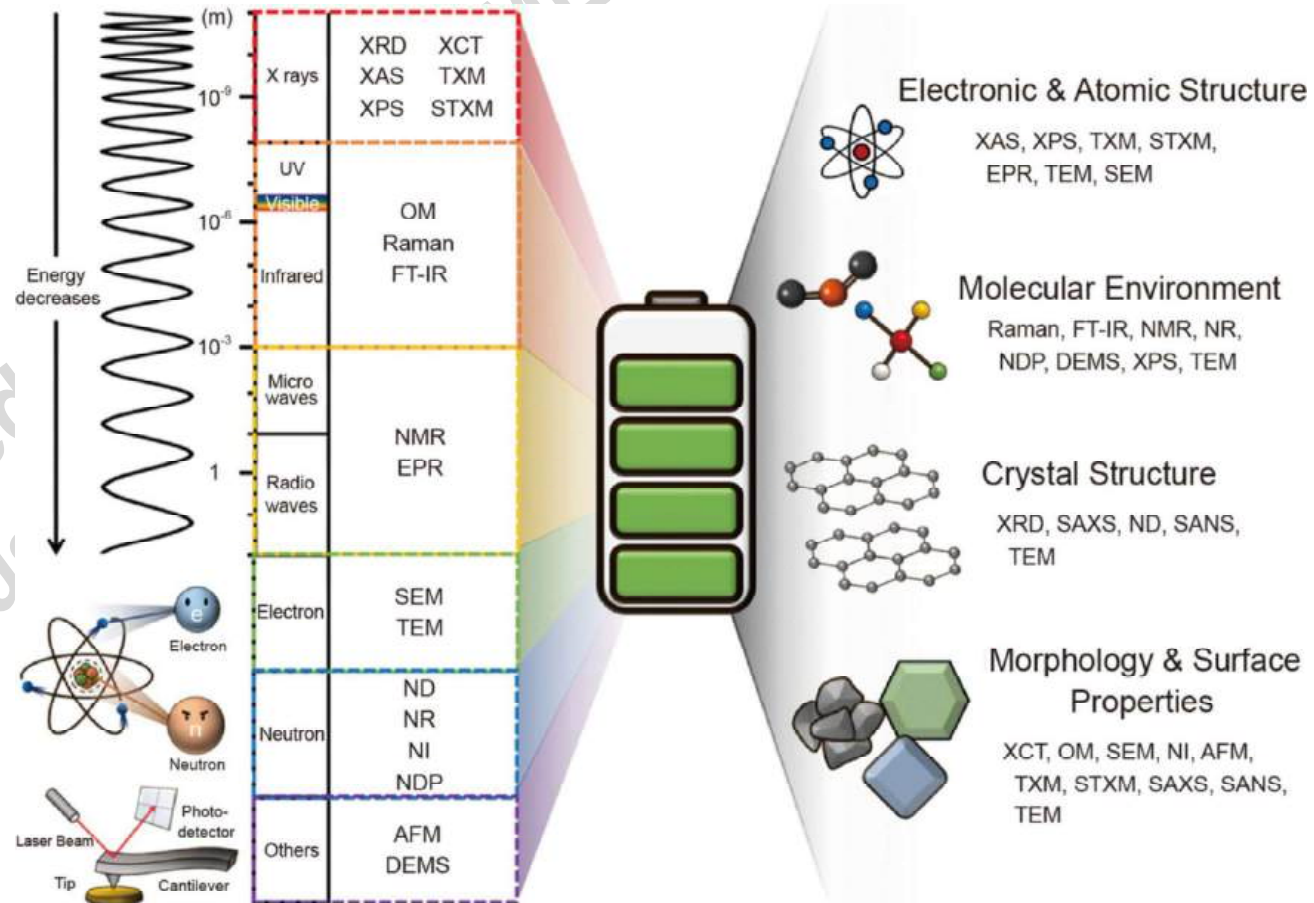 (m)
10-9
10-6
10-3
1
Energy
decreases
X rays
XRD XCT
XAS TXM
XPS STXM
UV
Visible
Infrared
OM
Raman
FT-IR
Micro
waves
Radio
waves
NMR
EPR
Electron
SEM
TEM
Neutron
ND
NR
NI
NDP
Others
AFM
DEMS
e
Electron
n
Neutron
Laser Beam
Photo-
detector
Tip
Cantilever
Electronic & Atomic Structure
XAS, XPS, TXM, STXM,
EPR, TEM, SEM
Molecular Environment
Raman, FT-IR, NMR, NR,
NDP, DEMS, XPS, TEM
Crystal Structure
XRD, SAXS, ND, SANS,
TEM
Morphology & Surface
Properties
XCT, OM, SEM, NI, AFM,
TXM, STXM, SAXS, SANS,
TEM